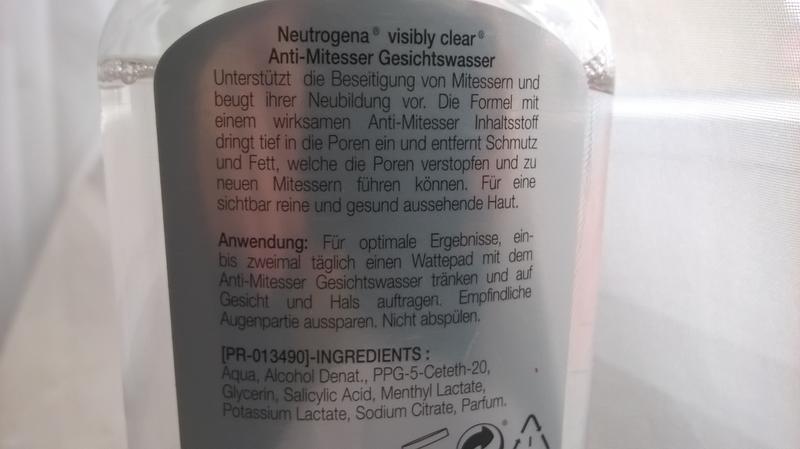 Neutrogena® visibly clear®
Anti-Mitesser Gesichtswasser
Unterstützt die Beseitigung von Mitessern und
beugt ihrer Neubildung vor. Die Formel mit
einem wirksamen Anti-Mitesser Inhaltsstoff
dringt tief in die Poren ein und entfernt Schmutz
und Fett, welche die Poren verstopfen und zu
neuen Mitessern führen können. Für eine
sichtbar reine und gesund aussehende Haut.
Anwendung: Für optimale Ergebnisse, ein-
bis zweimal täglich einen Wattepad mit dem
Anti-Mitesser Gesichtswasser tränken und auf
Gesicht und Hals auftragen. Empfindliche
Augenpartie aussparen. Nicht abspülen.
[PR-013490]-INGREDIENTS :
Aqua, Alcohol Denat., PPG-5-Ceteth-20,
Glycerin, Salicylic Acid, Menthyl Lactate,
Potassium Lactate, Sodium Citrate, Parfum.